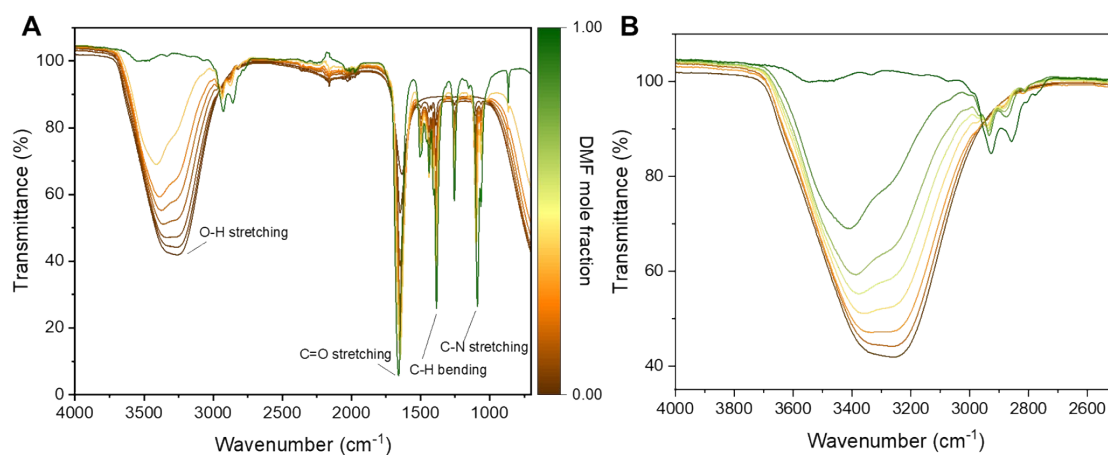 A
Transmittance (%)
100
80
60
40
20
0
O-H stretching
C=O stretching
C-H bending
C-N stretching
4000 3500 3000 2500 2000 1500 1000
Wavenumber (cm⁻¹)
1.00
DMF mole fraction
0.00
B
Transmittance (%)
100
80
60
40
4000 3800 3600 3400 3200 3000 2800 2600
Wavenumber (cm⁻¹)